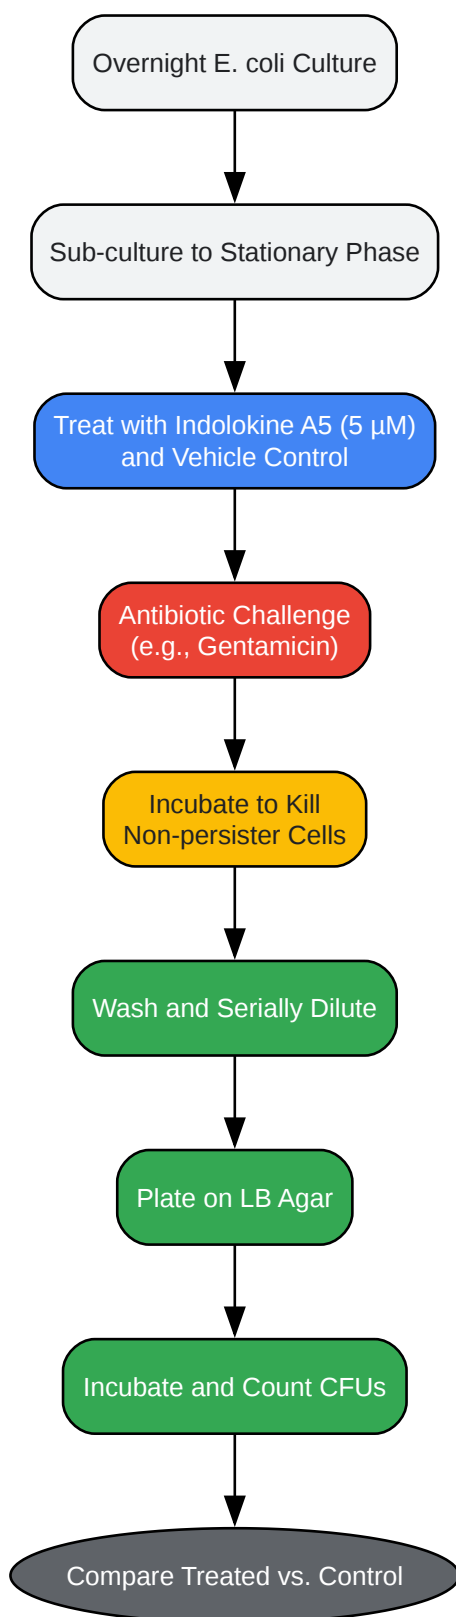 Overnight E. coli Culture
Sub-culture to Stationary Phase
Treat with Indolokine A5 (5 µM)
and Vehicle Control
Antibiotic Challenge
(e.g., Gentamicin)
Incubate to Kill
Non-persister Cells
Wash and Serially Dilute
Plate on LB Agar
Incubate and Count CFUs
Compare Treated vs. Control